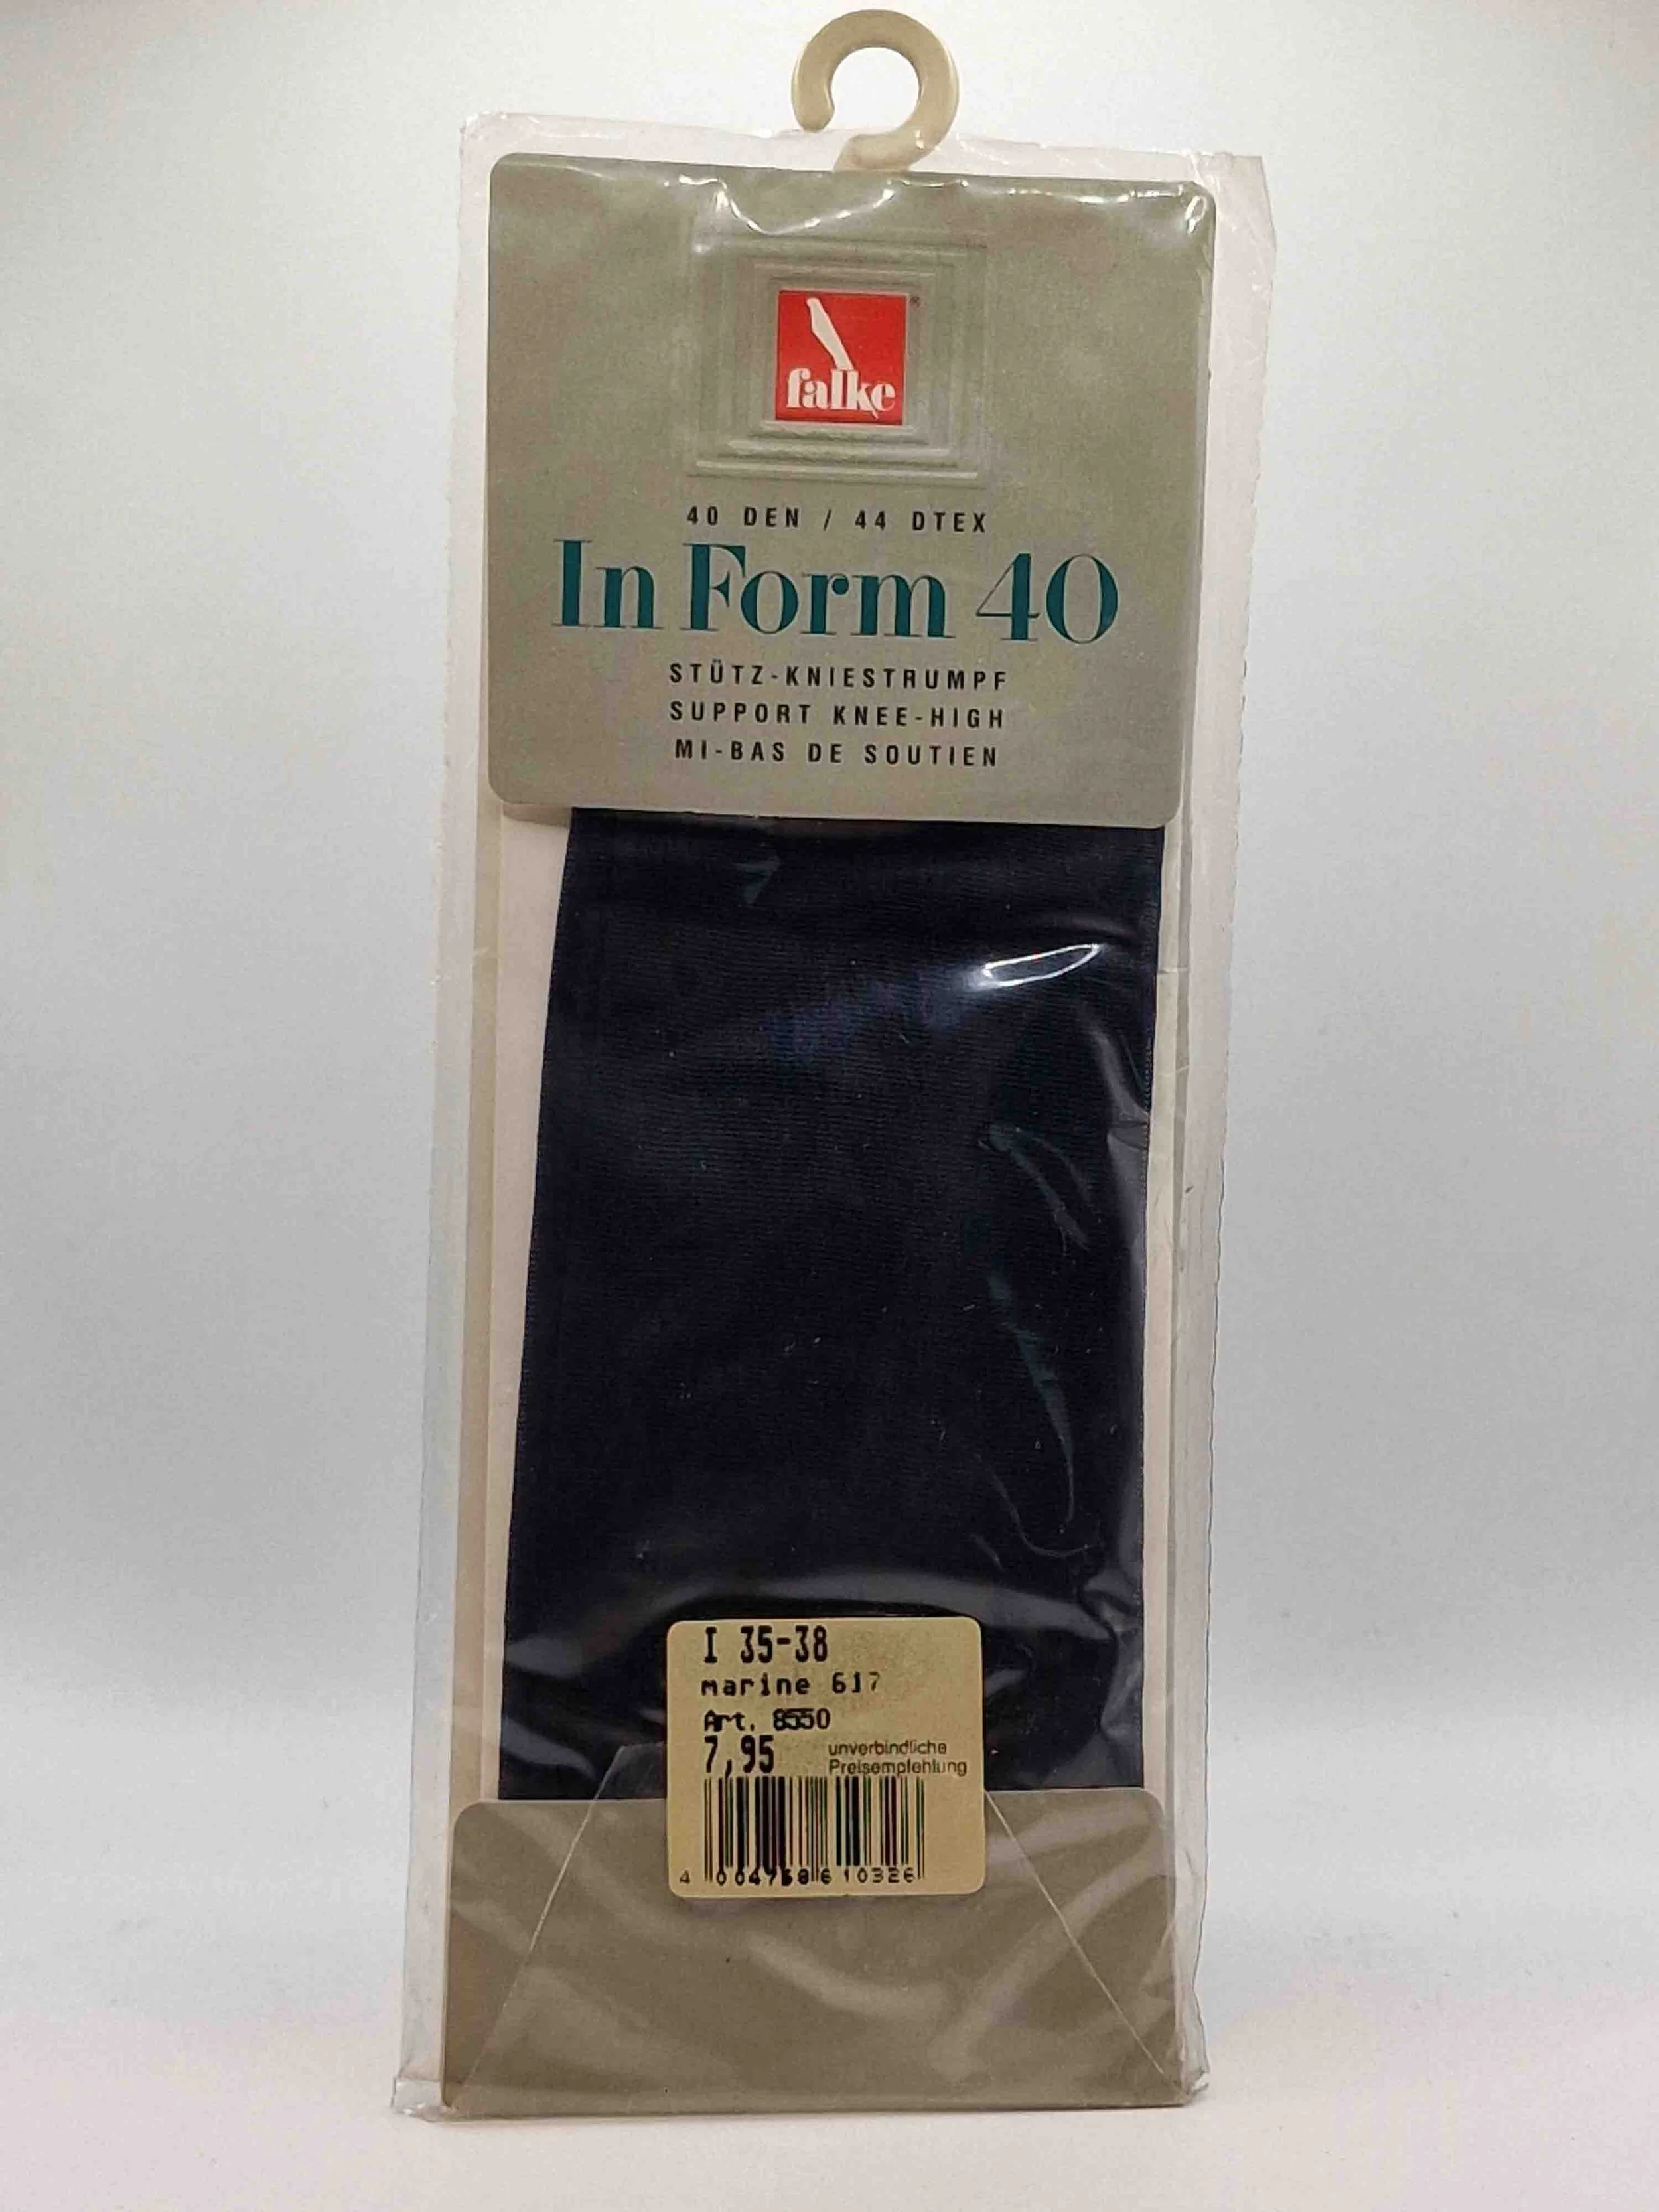 falke®
40 DEN / 44 DTEX
In Form 40
STÜTZ-KNIESTRUMPF
SUPPORT KNEE-HIGH
MI-BAS DE SOUTIEN
I 35-38
marine 617
Art. 8550
7,95 unverbindliche
Preisempfehlung
4 004758 610326